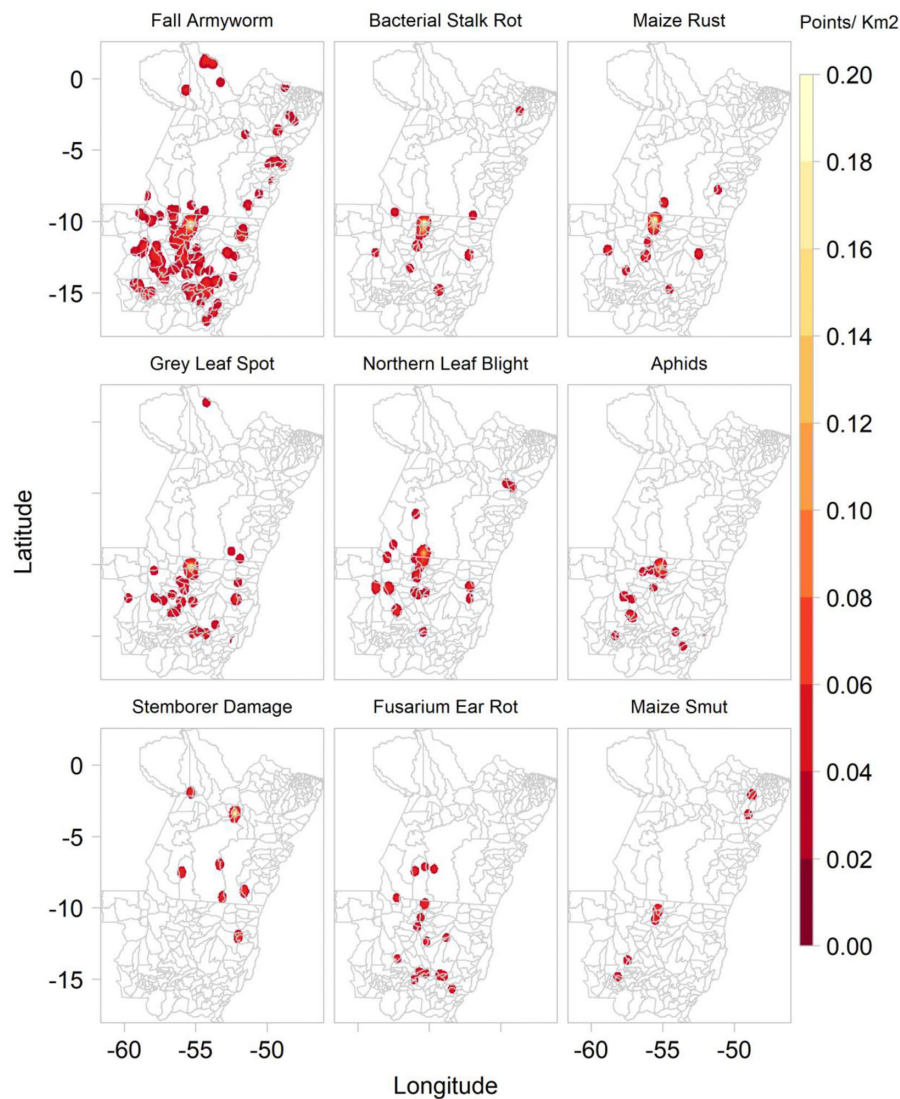 Fall Armyworm
Bacterial Stalk Rot
Maize Rust
Points/ Km2
0
-5
-10
-15
0.20
0.18
0.16
0.14
0.12
0.10
0.08
0.06
0.04
0.02
0.00
Grey Leaf Spot
Northern Leaf Blight
Aphids
Latitude
Stemborer Damage
Fusarium Ear Rot
Maize Smut
0
-5
-10
-15
-60
-55
-50
-60
-55
-50
Longitude